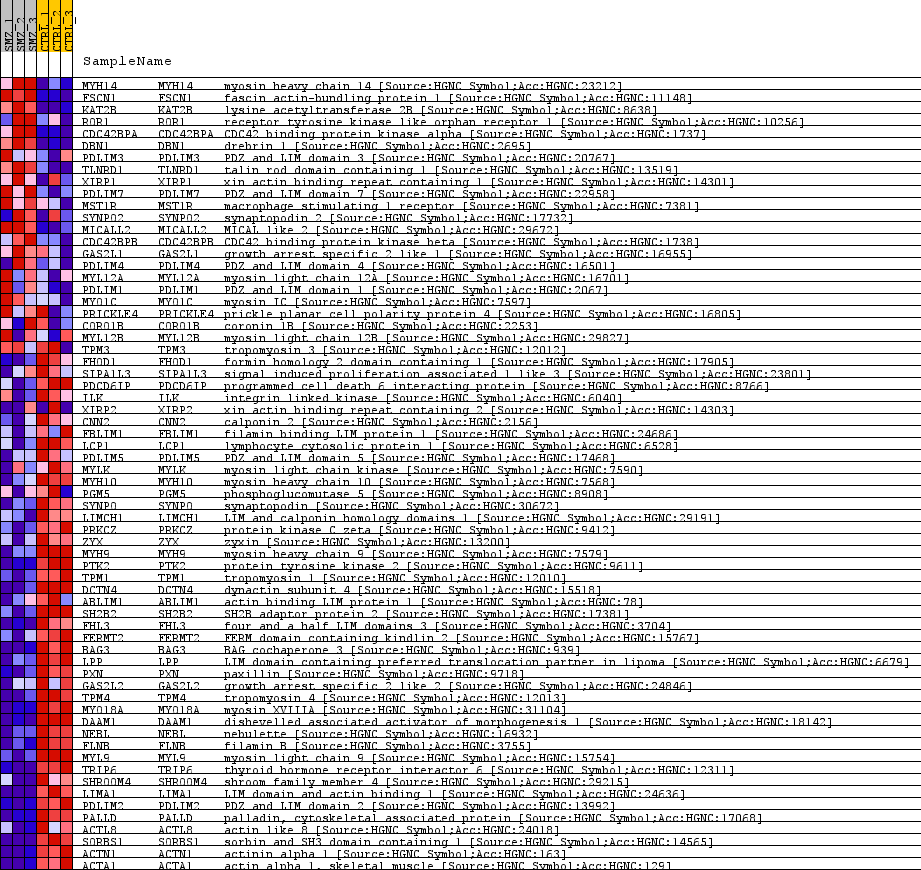 SMZ_1 SMZ_2 SMZ_3 CTRL_1 CTRL_2 CTRL_3
SampleName
MYH14 MYH14 myosin heavy chain 14 [Source:HGNC Symbol;Acc:HGNC:23212]
FSCN1 FSCN1 fascin actin-bundling protein 1 [Source:HGNC Symbol;Acc:HGNC:11148]
KAT2B KAT2B lysine acetyltransferase 2B [Source:HGNC Symbol;Acc:HGNC:8638]
ROR1 ROR1 receptor tyrosine kinase like orphan receptor 1 [Source:HGNC Symbol;Acc:HGNC:10256]
CDC42BPA CDC42BPA CDC42 binding protein kinase alpha [Source:HGNC Symbol;Acc:HGNC:1737]
DBN1 DBN1 drebrin 1 [Source:HGNC Symbol;Acc:HGNC:2695]
PDLIM3 PDLIM3 PDZ and LIM domain 3 [Source:HGNC Symbol;Acc:HGNC:20767]
TLNRD1 TLNRD1 talin rod domain containing 1 [Source:HGNC Symbol;Acc:HGNC:13519]
XIRP1 XIRP1 xin actin binding repeat containing 1 [Source:HGNC Symbol;Acc:HGNC:14301]
PDLIM7 PDLIM7 PDZ and LIM domain 7 [Source:HGNC Symbol;Acc:HGNC:22958]
MST1R MST1R macrophage stimulating 1 receptor [Source:HGNC Symbol;Acc:HGNC:7381]
SYNPO2 SYNPO2 synaptopodin 2 [Source:HGNC Symbol;Acc:HGNC:17732]
MICALL2 MICALL2 MICAL like 2 [Source:HGNC Symbol;Acc:HGNC:29672]
CDC42BPB CDC42BPB CDC42 binding protein kinase beta [Source:HGNC Symbol;Acc:HGNC:1738]
GAS2L1 GAS2L1 growth arrest specific 2 like 1 [Source:HGNC Symbol;Acc:HGNC:16955]
PDLIM4 PDLIM4 PDZ and LIM domain 4 [Source:HGNC Symbol;Acc:HGNC:16501]
MYL12A MYL12A myosin light chain 12A [Source:HGNC Symbol;Acc:HGNC:16701]
PDLIM1 PDLIM1 PDZ and LIM domain 1 [Source:HGNC Symbol;Acc:HGNC:2067]
MYO1C MYO1C myosin IC [Source:HGNC Symbol;Acc:HGNC:7597]
PRICKLE4 PRICKLE4 prickle planar cell polarity protein 4 [Source:HGNC Symbol;Acc:HGNC:16805]
CORO1B CORO1B coronin 1B [Source:HGNC Symbol;Acc:HGNC:2253]
MYL12B MYL12B myosin light chain 12B [Source:HGNC Symbol;Acc:HGNC:29827]
TPM3 TPM3 tropomyosin 3 [Source:HGNC Symbol;Acc:HGNC:12012]
FHOD1 FHOD1 formin homology 2 domain containing 1 [Source:HGNC Symbol;Acc:HGNC:17905]
SIPA1L3 SIPA1L3 signal induced proliferation associated 1 like 3 [Source:HGNC Symbol;Acc:HGNC:23801]
PDCD6IP PDCD6IP programmed cell death 6 interacting protein [Source:HGNC Symbol;Acc:HGNC:8766]
ILK ILK integrin linked kinase [Source:HGNC Symbol;Acc:HGNC:6040]
XIRP2 XIRP2 xin actin binding repeat containing 2 [Source:HGNC Symbol;Acc:HGNC:14303]
CNN2 CNN2 calponin 2 [Source:HGNC Symbol;Acc:HGNC:2156]
FBLIM1 FBLIM1 filamin binding LIM protein 1 [Source:HGNC Symbol;Acc:HGNC:24686]
LCP1 LCP1 lymphocyte cytosolic protein 1 [Source:HGNC Symbol;Acc:HGNC:6528]
PDLIM5 PDLIM5 PDZ and LIM domain 5 [Source:HGNC Symbol;Acc:HGNC:17468]
MYLK MYLK myosin light chain kinase [Source:HGNC Symbol;Acc:HGNC:7590]
MYH10 MYH10 myosin heavy chain 10 [Source:HGNC Symbol;Acc:HGNC:7568]
PGM5 PGM5 phosphoglucomutase 5 [Source:HGNC Symbol;Acc:HGNC:8908]
SYNPO SYNPO synaptopodin [Source:HGNC Symbol;Acc:HGNC:30672]
LIMCH1 LIMCH1 LIM and calponin homology domains 1 [Source:HGNC Symbol;Acc:HGNC:29191]
PRKCZ PRKCZ protein kinase C zeta [Source:HGNC Symbol;Acc:HGNC:9412]
ZYX ZYX zyxin [Source:HGNC Symbol;Acc:HGNC:13200]
MYH9 MYH9 myosin heavy chain 9 [Source:HGNC Symbol;Acc:HGNC:7579]
PTK2 PTK2 protein tyrosine kinase 2 [Source:HGNC Symbol;Acc:HGNC:9611]
TPM1 TPM1 tropomyosin 1 [Source:HGNC Symbol;Acc:HGNC:12010]
DCTN4 DCTN4 dynactin subunit 4 [Source:HGNC Symbol;Acc:HGNC:15518]
ABLIM1 ABLIM1 actin binding LIM protein 1 [Source:HGNC Symbol;Acc:HGNC:78]
SH2B2 SH2B2 SH2B adaptor protein 2 [Source:HGNC Symbol;Acc:HGNC:17381]
FHL3 FHL3 four and a half LIM domains 3 [Source:HGNC Symbol;Acc:HGNC:3704]
FERMT2 FERMT2 FERM domain containing kindlin 2 [Source:HGNC Symbol;Acc:HGNC:15767]
BAG3 BAG3 BAG cochaperone 3 [Source:HGNC Symbol;Acc:HGNC:939]
LPP LPP LIM domain containing preferred translocation partner in lipoma [Source:HGNC Symbol;Acc:HGNC:6679]
PXN PXN paxillin [Source:HGNC Symbol;Acc:HGNC:9718]
GAS2L2 GAS2L2 growth arrest specific 2 like 2 [Source:HGNC Symbol;Acc:HGNC:24846]
TPM4 TPM4 tropomyosin 4 [Source:HGNC Symbol;Acc:HGNC:12013]
MYO18A MYO18A myosin XVIIIA [Source:HGNC Symbol;Acc:HGNC:31104]
DAAM1 DAAM1 dishevelled associated activator of morphogenesis 1 [Source:HGNC Symbol;Acc:HGNC:18142]
NEBL NEBL nebulette [Source:HGNC Symbol;Acc:HGNC:16932]
FLNB FLNB filamin B [Source:HGNC Symbol;Acc:HGNC:3755]
MYL9 MYL9 myosin light chain 9 [Source:HGNC Symbol;Acc:HGNC:15754]
TRIP6 TRIP6 thyroid hormone receptor interactor 6 [Source:HGNC Symbol;Acc:HGNC:12311]
SHROOM4 SHROOM4 shroom family member 4 [Source:HGNC Symbol;Acc:HGNC:29215]
LIMA1 LIMA1 LIM domain and actin binding 1 [Source:HGNC Symbol;Acc:HGNC:24636]
PDLIM2 PDLIM2 PDZ and LIM domain 2 [Source:HGNC Symbol;Acc:HGNC:13992]
PALLD PALLD palladin, cytoskeletal associated protein [Source:HGNC Symbol;Acc:HGNC:17068]
ACTL8 ACTL8 actin like 8 [Source:HGNC Symbol;Acc:HGNC:24018]
SORBS1 SORBS1 sorbin and SH3 domain containing 1 [Source:HGNC Symbol;Acc:HGNC:14565]
ACTN1 ACTN1 actinin alpha 1 [Source:HGNC Symbol;Acc:HGNC:163]
ACTA1 ACTA1 actin alpha 1, skeletal muscle [Source:HGNC Symbol;Acc:HGNC:129]